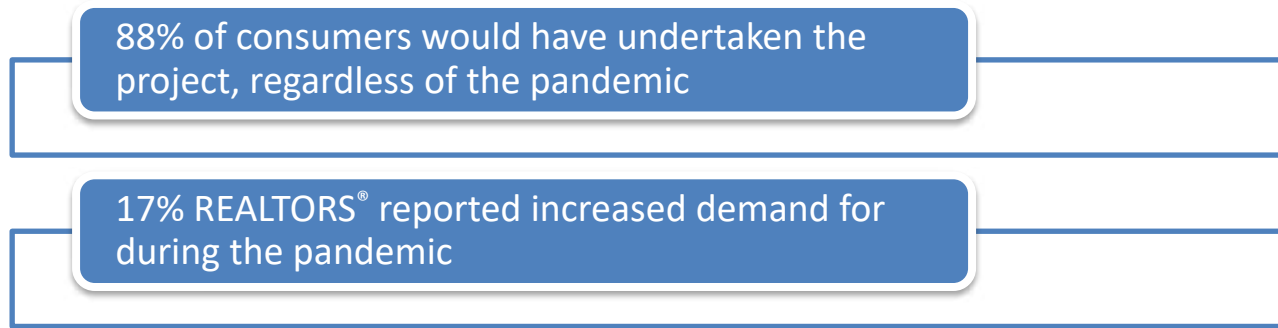 88% of consumers would have undertaken the
project, regardless of the pandemic
17% REALTORS® reported increased demand for
during the pandemic